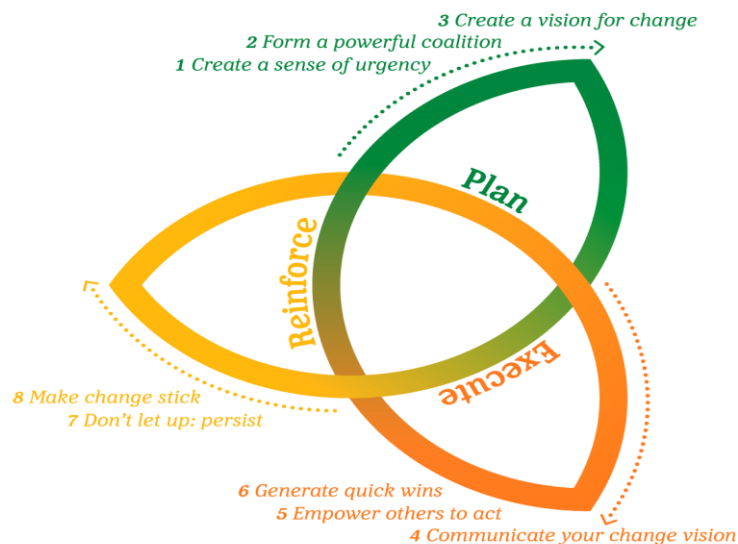 3 Create a vision for change
2 Form a powerful coalition
1 Create a sense of urgency
Plan
Reinforce
Execute
8 Make change stick
7 Don't let up: persist
6 Generate quick wins
5 Empower others to act
4 Communicate your change vision